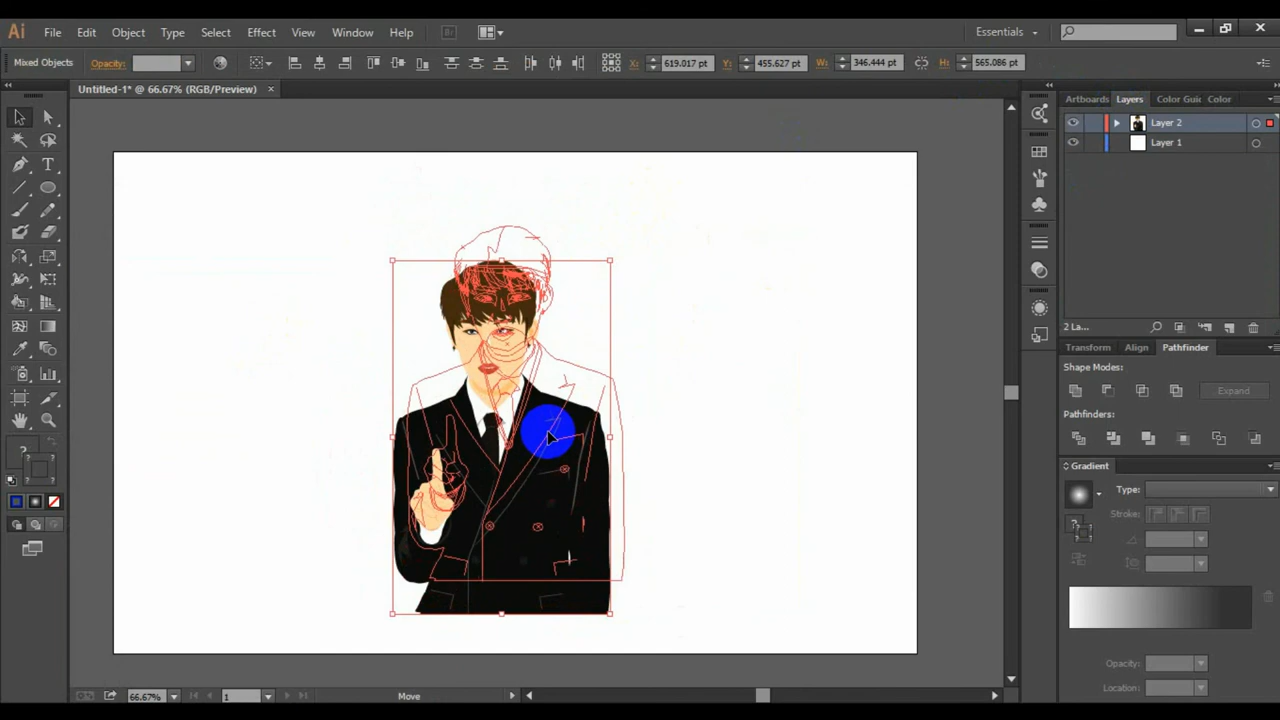 Ai File Edit Object Type Select Effect View Window Help Br Essentials
Mixed Objects Opacity: X: 619.017 pt Y: 455.627 pt W: 346.444 pt H: 565.086 pt
Untitled-1* @ 66.67% (RGB/Preview) ×
Artboards Layers Color Guic Color
Layer 2
Layer 1
2 La...
Transform Align Pathfinder
Shape Modes:
Expand
Pathfinders:
Gradient
Type:
Stroke:
Opacity:
Location:
? ?
66.67% 1 Move